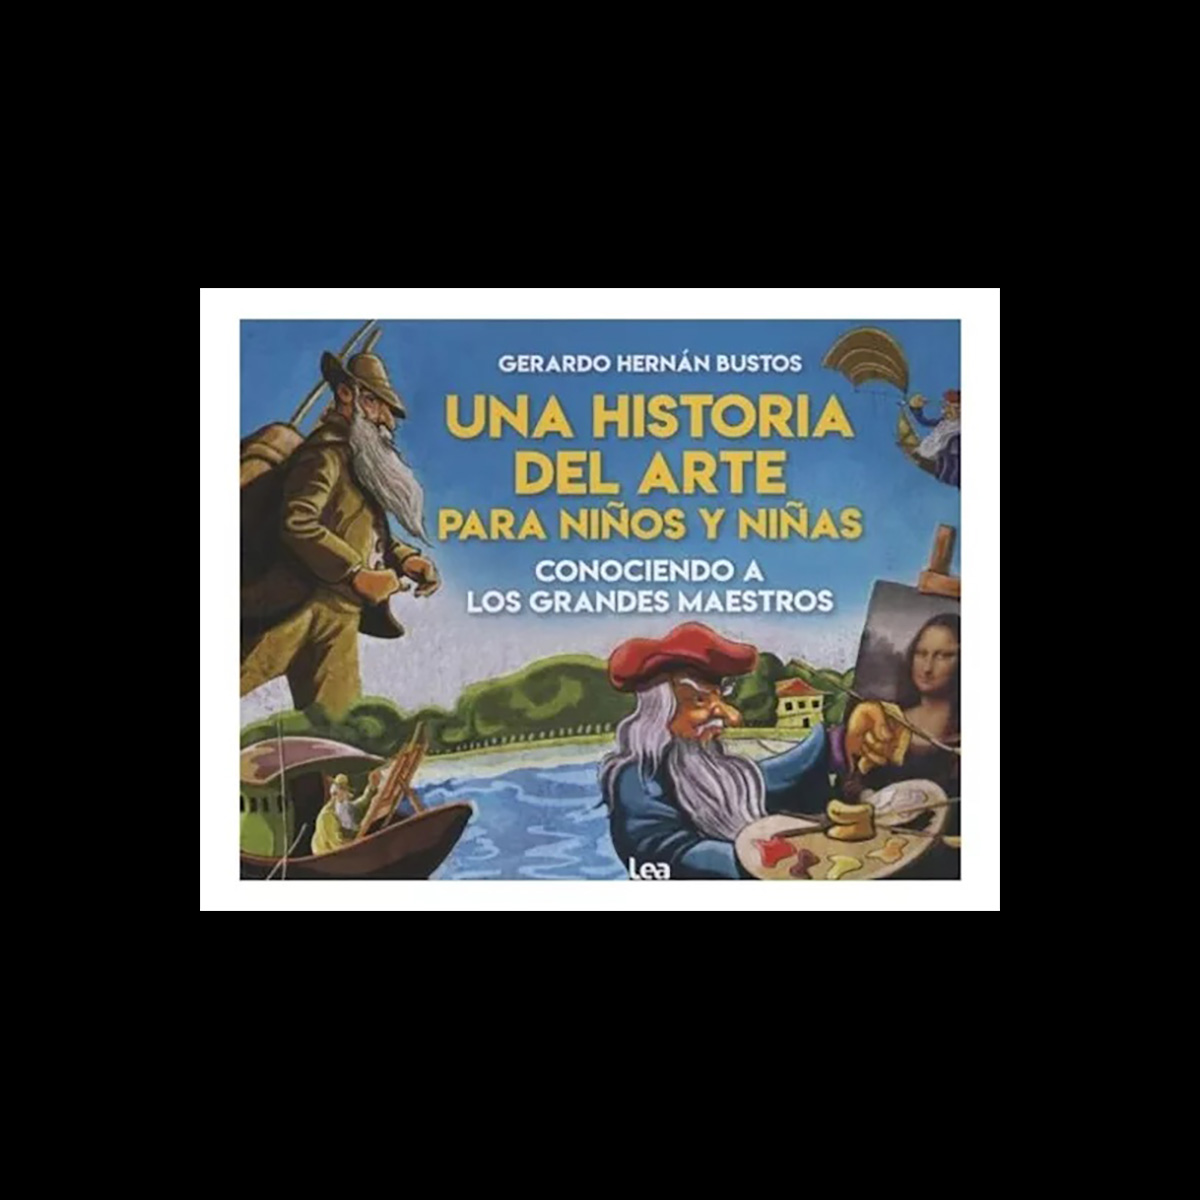 GERARDO HERNÁN BUSTOS
UNA HISTORIA
DEL ARTE
PARA NIÑOS Y NIÑAS
CONOCIENDO A
LOS GRANDES MAESTROS
Lea